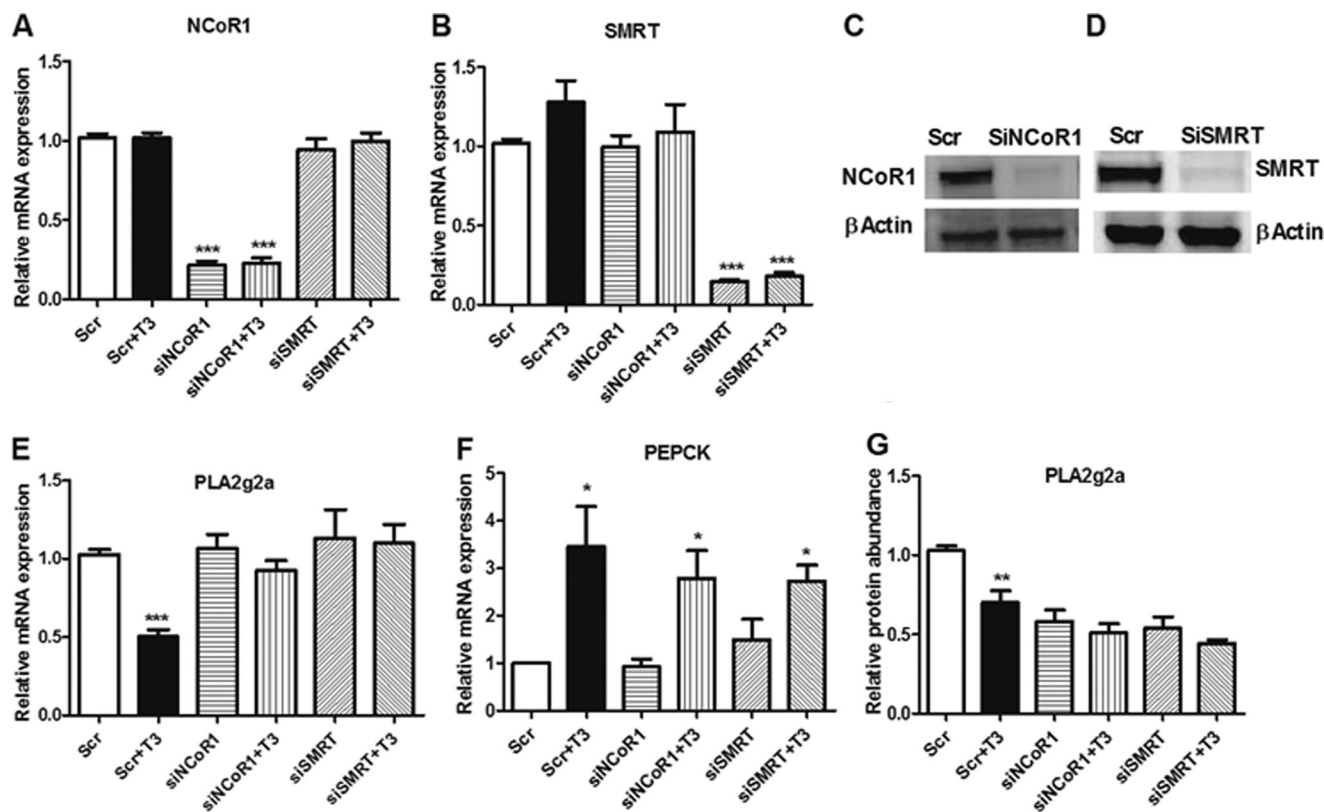 A
NCoR1
Relative mRNA expression
1.5
1.0
0.5
0.0
***
***
Scr
Scr+T3
siNCoR1
siNCoR1+T3
siSMRT
siSMRT+T3
B
SMRT
Relative mRNA expression
1.5
1.0
0.5
0.0
***
***
Scr
Scr+T3
siNCoR1
siNCoR1+T3
siSMRT
siSMRT+T3
C
Scr SiNCoR1
NCoR1
βActin
D
Scr SiSMRT
SMRT
βActin
E
PLA2g2a
Relative mRNA expression
1.5
1.0
0.5
0.0
***
Scr
Scr+T3
siNCoR1
siNCoR1+T3
siSMRT
siSMRT+T3
F
PEPCK
Relative mRNA expression
5
4
3
2
1
0
*
*
*
Scr
Scr+T3
siNCoR1
siNCoR1+T3
siSMRT
siSMRT+T3
G
PLA2g2a
Relative protein abundance
1.5
1.0
0.5
0.0
**
Scr
Scr+T3
siNCoR1
siNCoR1+T3
siSMRT
siSMRT+T3